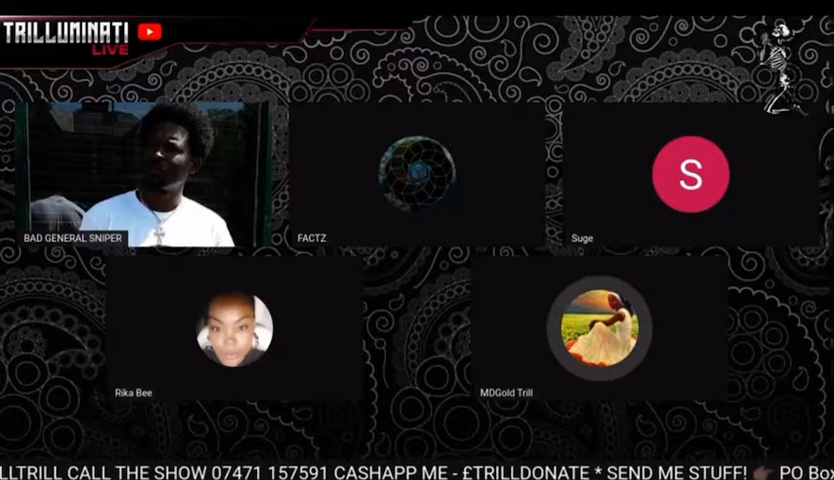 TRILLUMINATI
LIVE
BAD GENERAL SNIPER
FACTZ
S
Suge
Rika Bee
MDGold Trill
LLTRILL CALL THE SHOW 07471 157591 CASHAPP ME - £TRILLDONATE * SEND ME STUFF! PO Box